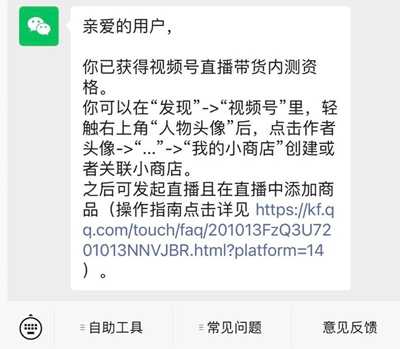 亲爱的用户，
你已获得视频号直播带货内测资
格。
你可以在“发现”->“视频号”里，轻
触右上角“人物头像”后，点击作者
头像->“...”->“我的小商店”创建或
者关联小商店。
之后可发起直播且在直播中添加商
品（操作指南点击详见 https://kf.q
q.com/touch/faq/201013FzQ3U72
01013NNVJBR.html?platform=14
）。
自助工具
常见问题
意见反馈